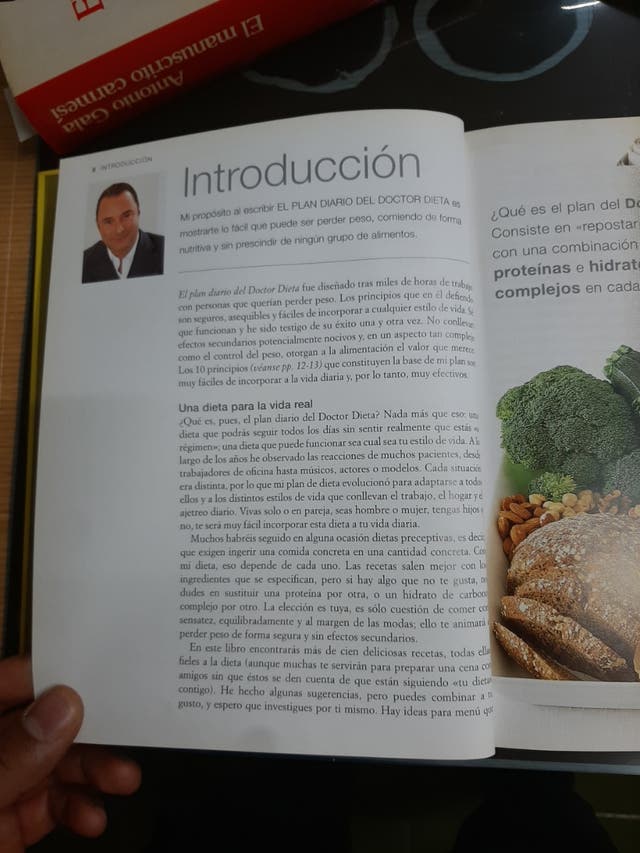 Antonio Gala
El manuscrito carmesí
8 INTRODUCCIÓN
Introducción
Mi propósito al escribir EL PLAN DIARIO DEL DOCTOR DIETA es
mostrarte lo fácil que puede ser perder peso, comiendo de forma
nutritiva y sin prescindir de ningún grupo de alimentos.
El plan diario del Doctor Dieta fue diseñado tras miles de horas de trabajo
con personas que querían perder peso. Los principios que en él defiendo
son seguros, asequibles y fáciles de incorporar a cualquier estilo de vida. Sé
que funcionan y he sido testigo de su éxito una y otra vez. No conllevan
efectos secundarios potencialmente nocivos y, en un aspecto tan complejo
como el control del peso, otorgan a la alimentación el valor que merece.
Los 10 principios (véanse pp. 12-13) que constituyen la base de mi plan son
muy fáciles de incorporar a la vida diaria y, por lo tanto, muy efectivos.
Una dieta para la vida real
¿Qué es, pues, el plan diario del Doctor Dieta? Nada más que eso: una
dieta que podrás seguir todos los días sin sentir realmente que estás «a
régimen»; una dieta que puede funcionar sea cual sea tu estilo de vida. A lo
largo de los años he observado las reacciones de muchos pacientes, desde
trabajadores de oficina hasta músicos, actores o modelos. Cada situación
era distinta, por lo que mi plan de dieta evolucionó para adaptarse a todos
ellos y a los distintos estilos de vida que conllevan el trabajo, el hogar y el
ajetreo diario. Vivas solo o en pareja, seas hombre o mujer, tengas hijos o
no, te será muy fácil incorporar esta dieta a tu vida diaria.
Muchos habréis seguido en alguna ocasión dietas preceptivas, es decir,
que exigen ingerir una comida concreta en una cantidad concreta. Con
mi dieta, eso depende de cada uno. Las recetas salen mejor con los
ingredientes que se especifican, pero si hay algo que no te gusta, no
dudes en sustituir una proteína por otra, o un hidrato de carbono
complejo por otro. La elección es tuya, es sólo cuestión de comer con
sensatez, equilibradamente y al margen de las modas; ello te animará a
perder peso de forma segura y sin efectos secundarios.
En este libro encontrarás más de cien deliciosas recetas, todas ellas
fieles a la dieta (aunque muchas te servirán para preparar una cena con
amigos sin que éstos se den cuenta de que están siguiendo «tu dieta»
contigo). He hecho algunas sugerencias, pero puedes combinar a tu
gusto, y espero que investigues por ti mismo. Hay ideas para menú que
¿Qué es el plan del Do
Consiste en «repostar»
con una combinación
proteínas e hidrato
complejos en cada